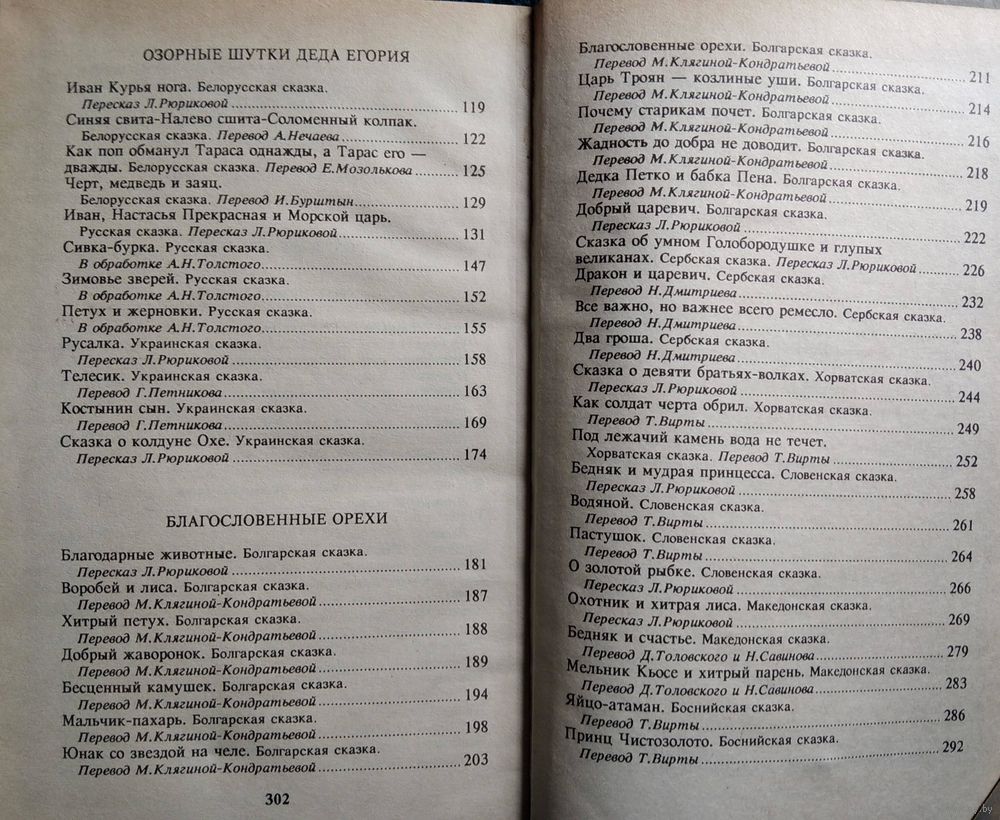 ОЗОРНЫЕ ШУТКИ ДЕДА ЕГОРИЯ
Иван Курья нога. Белорусская сказка.
Пересказ Л.Рюриковой 119
Синяя свита-Налево сшита-Соломенный колпак.
Белорусская сказка. Перевод А.Нечаева 122
Как поп обманул Тараса однажды, а Тарас его —
дважды. Белорусская сказка. Перевод Е.Мозолькова 125
Черт, медведь и заяц.
Белорусская сказка. Перевод И.Бурштын 129
Иван, Настасья Прекрасная и Морской царь.
Русская сказка. Пересказ Л.Рюриковой 131
Сивка-бурка. Русская сказка.
В обработке А.Н.Толстого 147
Зимовье зверей. Русская сказка.
В обработке А.Н.Толстого 152
Петух и жерновки. Русская сказка.
В обработке А.Н.Толстого 155
Русалка. Украинская сказка.
Пересказ Л.Рюриковой 158
Телесик. Украинская сказка.
Перевод Г.Петникова 163
Костынин сын. Украинская сказка.
Перевод Г.Петникова 169
Сказка о колдуне Охе. Украинская сказка.
Пересказ Л.Рюриковой 174
БЛАГОСЛОВЕННЫЕ ОРЕХИ
Благодарные животные. Болгарская сказка.
Пересказ Л.Рюриковой 181
Воробей и лиса. Болгарская сказка.
Перевод М.Клягиной-Кондратьевой 187
Хитрый петух. Болгарская сказка.
Перевод М.Клягиной-Кондратьевой 188
Добрый жаворонок. Болгарская сказка.
Перевод М.Клягиной-Кондратьевой 189
Бесценный камушек. Болгарская сказка.
Перевод М.Клягиной-Кондратьевой 194
Мальчик-пахарь. Болгарская сказка.
Перевод М.Клягиной-Кондратьевой 198
Юнак со звездой на челе. Болгарская сказка.
Перевод М.Клягиной-Кондратьевой 203
302
Благословенные орехи. Болгарская сказка.
Перевод М.Клягиной-Кондратьевой 211
Царь Троян — козлиные уши. Болгарская сказка.
Перевод М.Клягиной-Кондратьевой 214
Почему старикам почет. Болгарская сказка.
Перевод М.Клягиной-Кондратьевой 216
Жадность до добра не доводит. Болгарская сказка.
Перевод М.Клягиной-Кондратьевой 218
Дедка Петко и бабка Пена. Болгарская сказка.
Перевод М.Клягиной-Кондратьевой 219
Добрый царевич. Болгарская сказка.
Пересказ Л.Рюриковой 222
Сказка об умном Голобородушке и глупых
великанах. Сербская сказка. Пересказ Л.Рюриковой 226
Дракон и царевич. Сербская сказка.
Перевод Н.Дмитриева 232
Все важно, но важнее всего ремесло. Сербская сказка.
Перевод Н.Дмитриева 238
Два гроша. Сербская сказка.
Перевод Н.Дмитриева 240
Сказка о девяти братьях-волках. Хорватская сказка.
Пересказ Л.Рюриковой 244
Как солдат черта обрил. Хорватская сказка.
Перевод Т.Вирты 249
Под лежачий камень вода не течет.
Хорватская сказка. Перевод Т.Вирты 252
Бедняк и мудрая принцесса. Словенская сказка.
Пересказ Л.Рюриковой 258
Водяной. Словенская сказка.
Перевод Т.Вирты 261
Пастушок. Словенская сказка.
Перевод Т.Вирты 264
О золотой рыбке. Словенская сказка.
Пересказ Л.Рюриковой 266
Охотник и хитрая лиса. Македонская сказка.
Пересказ Л.Рюриковой 269
Бедняк и счастье. Македонская сказка.
Перевод Д.Толовского и Н.Савинова 279
Мельник Кьосе и хитрый парень. Македонская сказка.
Перевод Д.Толовского и Н.Савинова 283
Яйцо-атаман. Боснийская сказка.
Перевод Т.Вирты 286
Принц Чистозолото. Боснийская сказка.
Перевод Т.Вирты 292